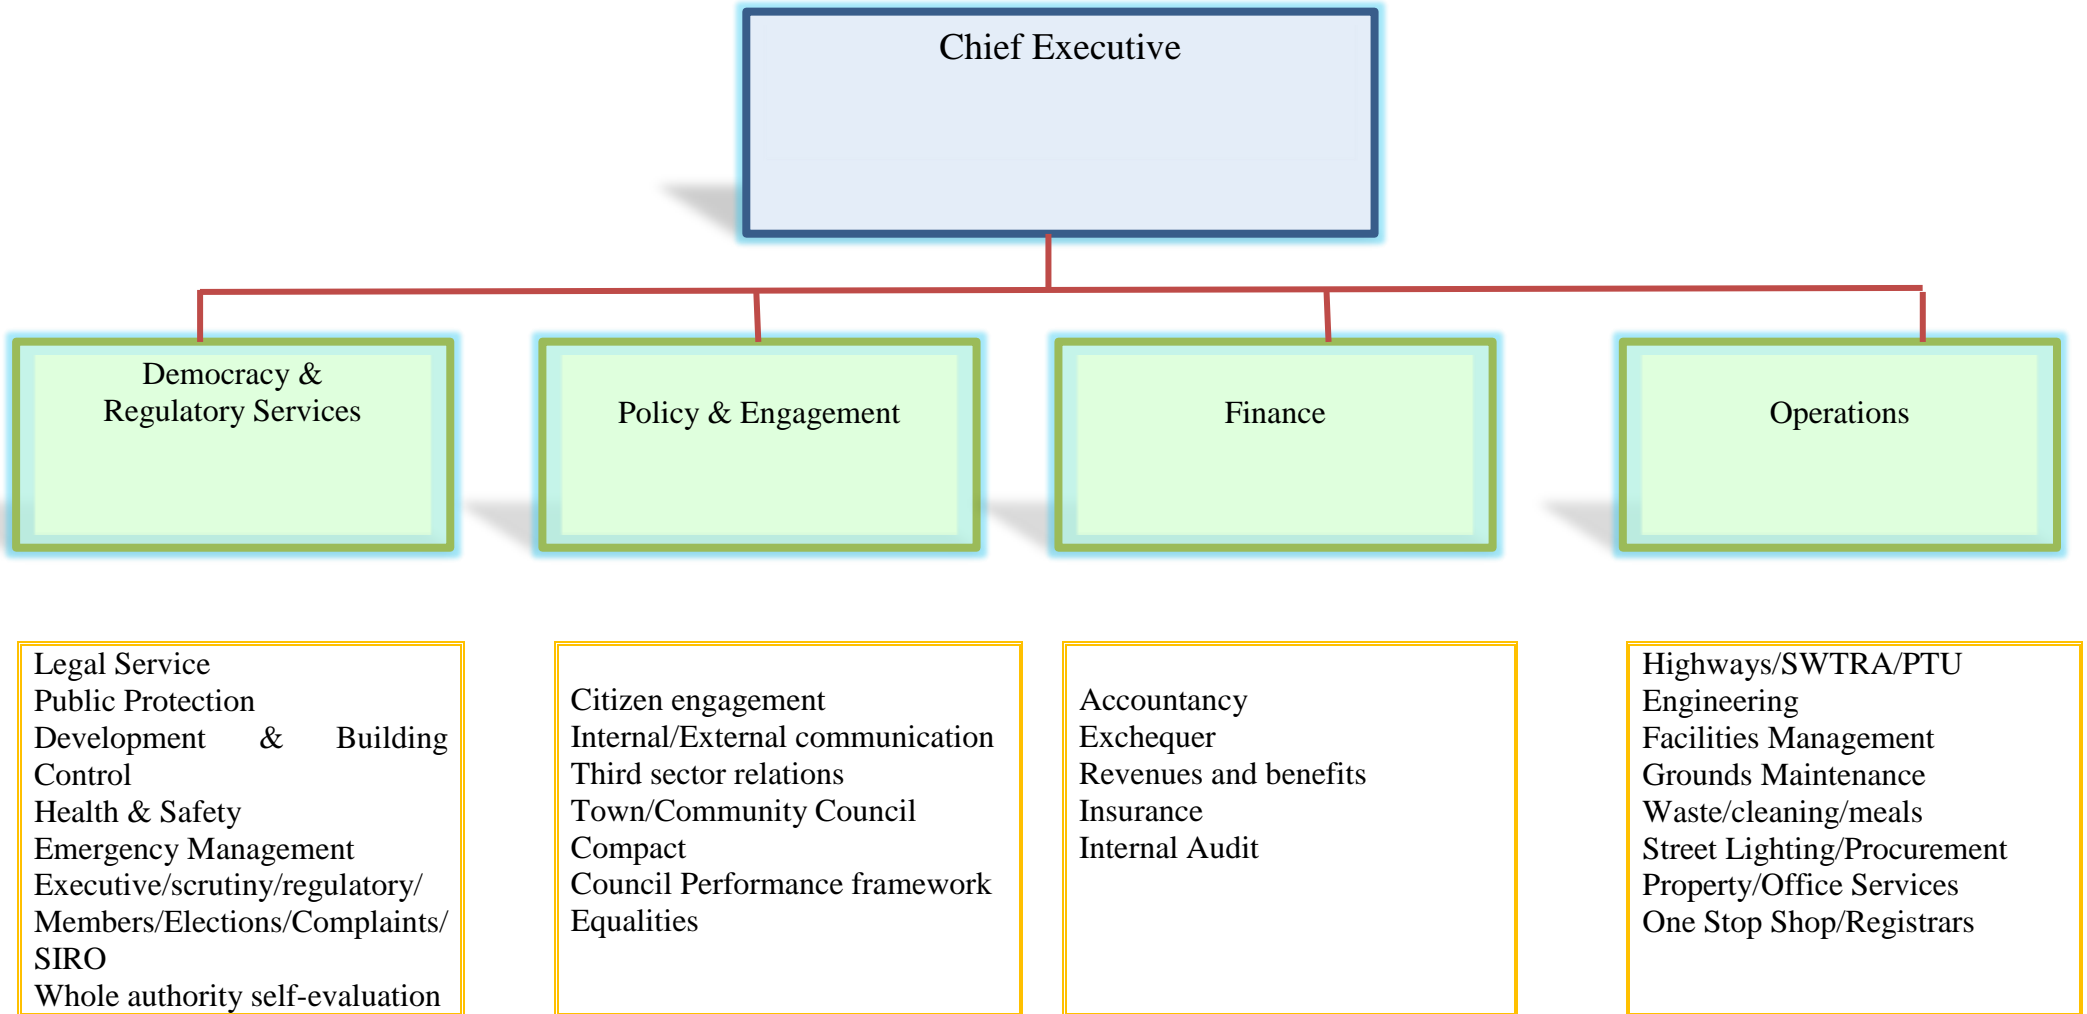 Chief Executive
Democracy &
Regulatory Services
Policy & Engagement
Finance
Operations
Legal Service
Public Protection
Development & Building
Control
Health & Safety
Emergency Management
Executive/scrutiny/regulatory/
Members/Elections/Complaints/
SIRO
Whole authority self-evaluation
Citizen engagement
Internal/External communication
Third sector relations
Town/Community Council
Compact
Council Performance framework
Equalities
Accountancy
Exchequer
Revenues and benefits
Insurance
Internal Audit
Highways/SWTRA/PTU
Engineering
Facilities Management
Grounds Maintenance
Waste/cleaning/meals
Street Lighting/Procurement
Property/Office Services
One Stop Shop/Registrars